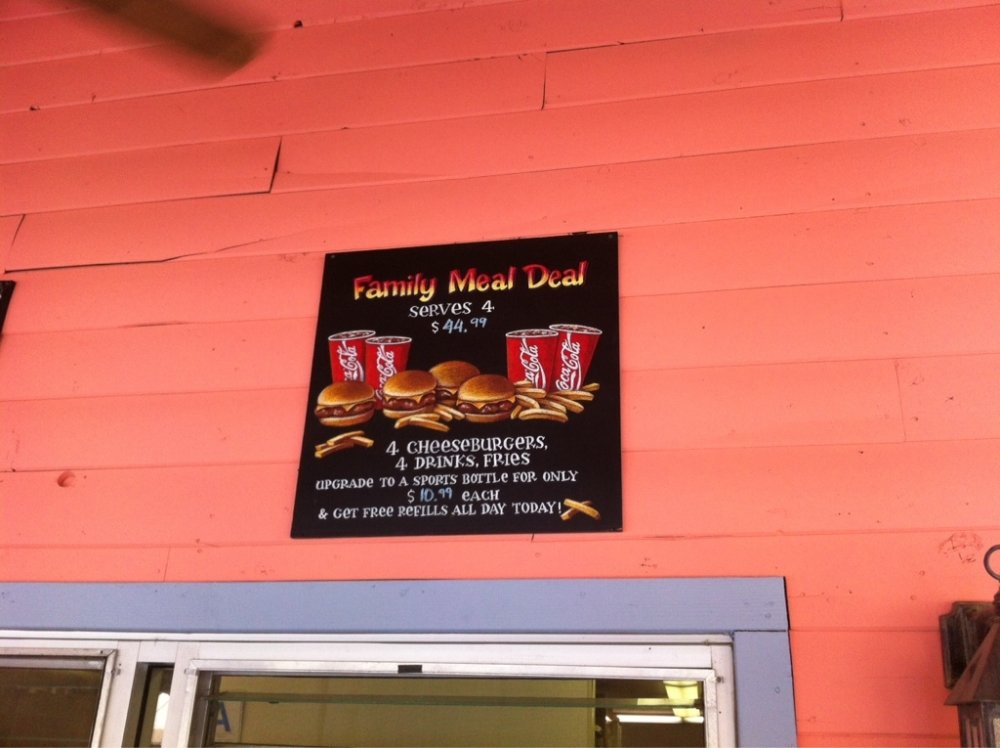 Family Meal Deal
SERVES 4
$ 44.99
Coca-Cola Coca-Cola Coca-Cola Coca-Cola
4 CHEESEBURGERS,
4 DRINKS, FRIES
UPGRADE TO A SPORTS BOTTLE FOR ONLY
$ 10.99 EACH
& GET FREE REFILLS ALL DAY TODAY!
A